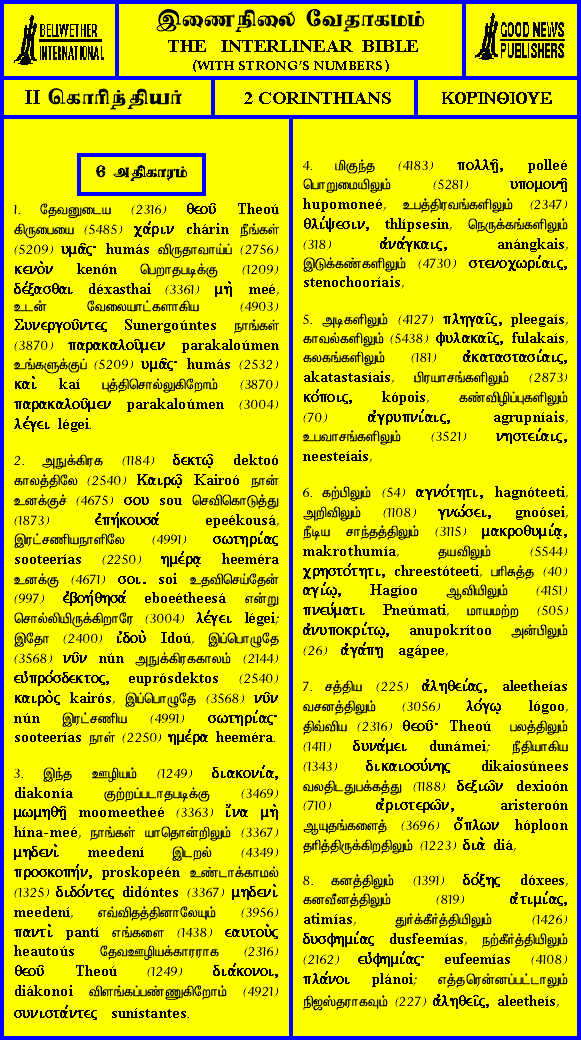 BELLWETHER
INTERNATIONAL
இணைநிலை வேதாகமம்
THE INTERLINEAR BIBLE
(WITH STRONG'S NUMBERS)
GOOD NEWS
PUBLISHERS
II கொரிந்தியர்
2 CORINTHIANS
ΚΟΡΙΝΘΙΟΥΕ
6 அதிகாரம்
1. தேவனுடைய (2316) θεοῦ Theoú
கிருபையை (5485) χάριν chárin நீங்கள்
(5209) υμᾶς· humás விருதாவாய்ப் (2756)
κενὸν kenón பெறாதபடிக்கு (1209)
δέξασθαι déxasthai (3361) μὴ meé,
உடன் வேலையாட்களாகிய (4903)
Συνεργοῦντες Sunergoúntes நாங்கள்
(3870) παρακαλοῦμεν parakaloúmen
உங்களுக்குப் (5209) υμᾶς· humás (2532)
καὶ kaí புத்திசொல்லுகிறோம் (3870)
παρακαλοῦμεν parakaloúmen (3004)
λέγει légei.
2. அநுக்கிரக (1184) δεκτῷ dektoó
காலத்திலே (2540) Καιρῷ Kairoó நான்
உனக்குச் (4675) σου sou செவிகொடுத்து
(1873) ἐπήκουσά epeékousá,
இரட்சணியநாளிலே (4991) σωτηρίας
sooteerías (2250) ημέρᾳ heeméra
உனக்கு (4671) σοι. soi உதவிசெய்தேன்
(997) ἐβοήθησά eboeétheesá என்று
சொல்லியிருக்கிறாரே (3004) λέγει légei;
இதோ (2400) ἰδοὺ Idoú, இப்பொழுதே
(3568) νῦν nún அநுக்கிரககாலம் (2144)
εὐπρόσδεκτος, euprósdektos (2540)
καιρὸς kairós, இப்பொழுதே (3568) νῦν
nún இரட்சணிய (4991) σωτηρίας·
sooteerías நாள் (2250) ημέρα heeméra.
3. இந்த ஊழியம் (1249) διακονία,
diakonía குற்றப்படாதபடிக்கு (3469)
μωμηθῇ moomeetheé (3363) ἵνα μὴ
hína-meé, நாங்கள் யாதொன்றிலும் (3367)
μηδενὶ meedení இடறல் (4349)
προσκοπήν, proskopeén உண்டாக்காமல்
(1325) διδόντες didóntes (3367) μηδενὶ
meedení, எவ்விதத்தினாலேயும் (3956)
παντὶ pantí எங்களை (1438) εαυτοὺς
heautoús தேவஊழியக்காரராக (2316)
θεοῦ Theoú (1249) διάκονοι,
diákonoi விளங்கப்பண்ணுகிறோம் (4921)
συνιστάντες sunístantes.
4. மிகுந்த (4183) πολλῇ, polleé
பொறுமையிலும் (5281) υπομονῇ
hupomoneé, உபத்திரவங்களிலும் (2347)
θλίψεσιν, thlípsesin, நெருக்கங்களிலும்
(318) ἀνάγκαις, anángkais,
இடுக்கண்களிலும் (4730) στενοχωρίαις,
stenochooríais,
5. அடிகளிலும் (4127) πληγαῖς, pleegaís,
காவல்களிலும் (5438) φυλακαῖς, fulakaís,
கலகங்களிலும் (181) ἀκαταστασίαις,
akatastasíais, பிரயாசங்களிலும் (2873)
κόποις, kópois, கண்விழிப்புகளிலும்
(70) ἀγρυπνίαις, agrupníais,
உபவாசங்களிலும் (3521) νηστείαις,
neesteíais,
6. கற்பிலும் (54) αγνότητι, hagnóteeti,
அறிவிலும் (1108) γνώσει, gnoósei,
நீடிய சாந்தத்திலும் (3115) μακροθυμίᾳ,
makrothumía, தயவிலும் (5544)
χρηστότητι, chreestóteeti, பரிசுத்த (40)
αγίῳ, Hagíoo ஆவியிலும் (4151)
πνεύματι Pneúmati, மாயமற்ற (505)
ἀνυποκρίτῳ, anupokrítoo அன்பிலும்
(26) ἀγάπῃ agápee,
7. சத்திய (225) ἀληθείας, aleetheías
வசனத்திலும் (3056) λόγῳ lógoo,
திவ்விய (2316) θεοῦ· Theoú பலத்திலும்
(1411) δυνάμει dunámei; நீதியாகிய
(1343) δικαιοσύνης dikaiosúnees
வலதிடதுபக்கத்து (1188) δεξιῶν dexioón
(710) ἀριστερῶν, aristeroón
ஆயுதங்களைத் (3696) ὅπλων hóploon
தரித்திருக்கிறதிலும் (1223) διὰ diá,
8. கனத்திலும் (1391) δόξης dóxees,
கனவீனத்திலும் (819) ἀτιμίας,
atimías, துர்க்கீர்த்தியிலும் (1426)
δυσφημίας dusfeemías, நற்கீர்த்தியிலும்
(2162) εὐφημίας· eufeemías (4108)
πλάνοι plánoi; எத்தரென்னப்பட்டாலும்
நிஜஸ்தராகவும் (227) ἀληθεῖς, aleetheís,